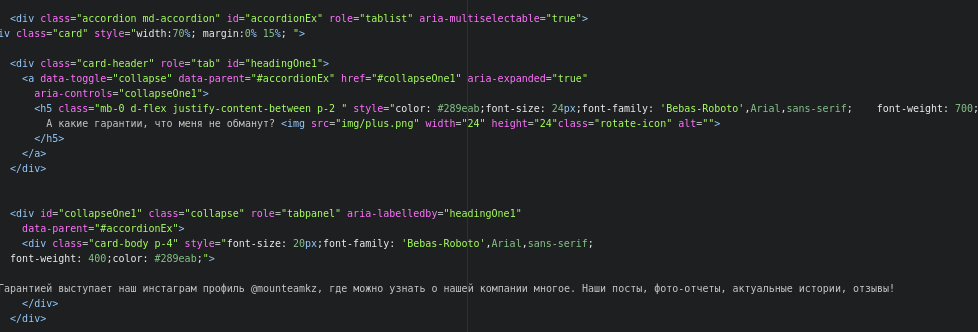 <div class="accordion md-accordion" id="accordionEx" role="tablist" aria-multiselectable="true">
iv class="card" style="width:70%; margin:0% 15%; ">
<div class="card-header" role="tab" id="headingOne1">
<a data-toggle="collapse" data-parent="#accordionEx" href="#collapseOne1" aria-expanded="true"
aria-controls="collapseOne1">
<h5 class="mb-0 d-flex justify-content-between p-2 " style="color: #289eab;font-size: 24px;font-family: 'Bebas-Roboto',Arial,sans-serif;    font-weight: 700;
А какие гарантии, что меня не обманут? <img src="img/plus.png" width="24" height="24"class="rotate-icon" alt="">
</h5>
</a>
</div>
<div id="collapseOne1" class="collapse" role="tabpanel" aria-labelledby="headingOne1"
data-parent="#accordionEx">
<div class="card-body p-4" style="font-size: 20px;font-family: 'Bebas-Roboto',Arial,sans-serif;
font-weight: 400;color: #289eab;">
Гарантией выступает наш инстаграм профиль @mounteamkz, где можно узнать о нашей компании многое. Наши посты, фото-отчеты, актуальные истории, отзывы!
</div>
</div>